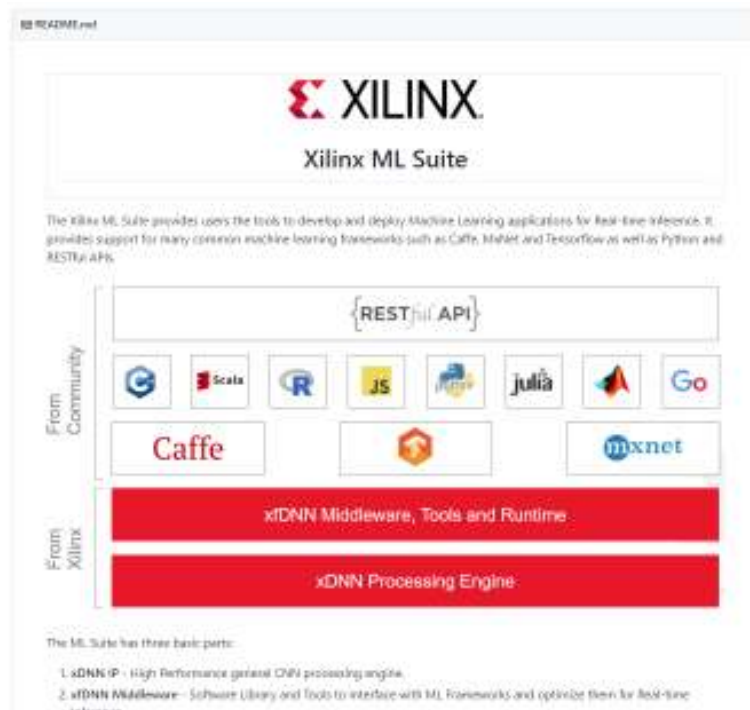 README.md
XILINX.
Xilinx ML Suite
The Xilinx ML Suite provides users the tools to develop and deploy Machine Learning applications for Real-time Inference. It
provides support for many common machine learning frameworks such as Caffe, MxNet and Tensorflow as well as Python and
RESTful APIs.
{RESTful API}
From Community
C Scala R JS python julia Go
Caffe mxnet
From Xilinx
xfDNN Middleware, Tools and Runtime
xDNN Processing Engine
The ML Suite has three basic parts:
1. xDNN IP - High Performance general CNN processing engine.
2. xfDNN Middleware - Software Library and Tools to interface with ML Frameworks and optimize them for Real-time